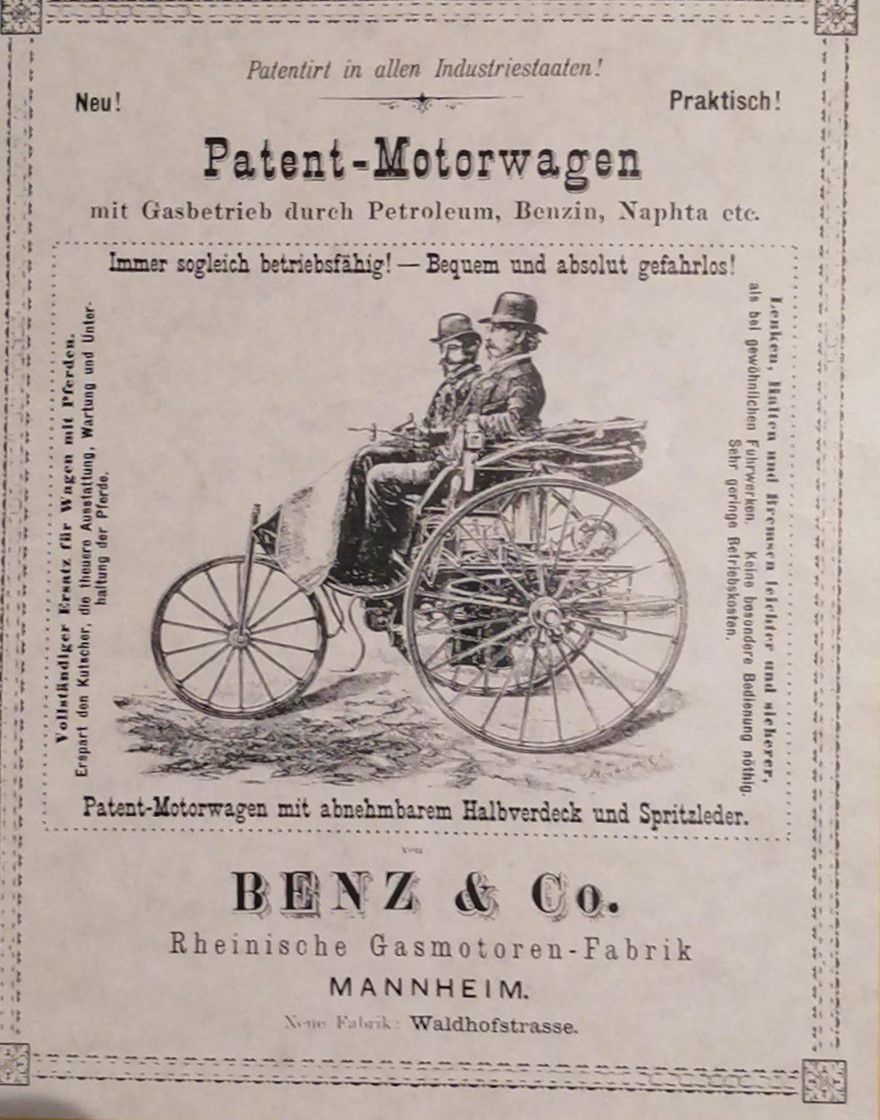 Patentirt in allen Industriestaaten!
Neu!
Praktisch!
Patent-Motorwagen
mit Gasbetrieb durch Petroleum, Benzin, Naphta etc.
Immer sogleich betriebsfähig! — Bequem und absolut gefahrlos!
Vollständiger Ersatz für Wagen mit Pferden.
Erspart den Kutscher, die theuere Ausstattung, Wartung und Unter-
haltung der Pferde.
Lenken, Halten und Bremsen leichter und sicherer,
als bei gewöhnlichen Fuhrwerken. Keine besondere Bedienung nöthig.
Sehr geringe Betriebskosten.
Patent-Motorwagen mit abnehmbarem Halbverdeck und Spritzleder.
von
BENZ & Co.
Rheinische Gasmotoren-Fabrik
MANNHEIM.
Neue Fabrik: Waldhofstrasse.